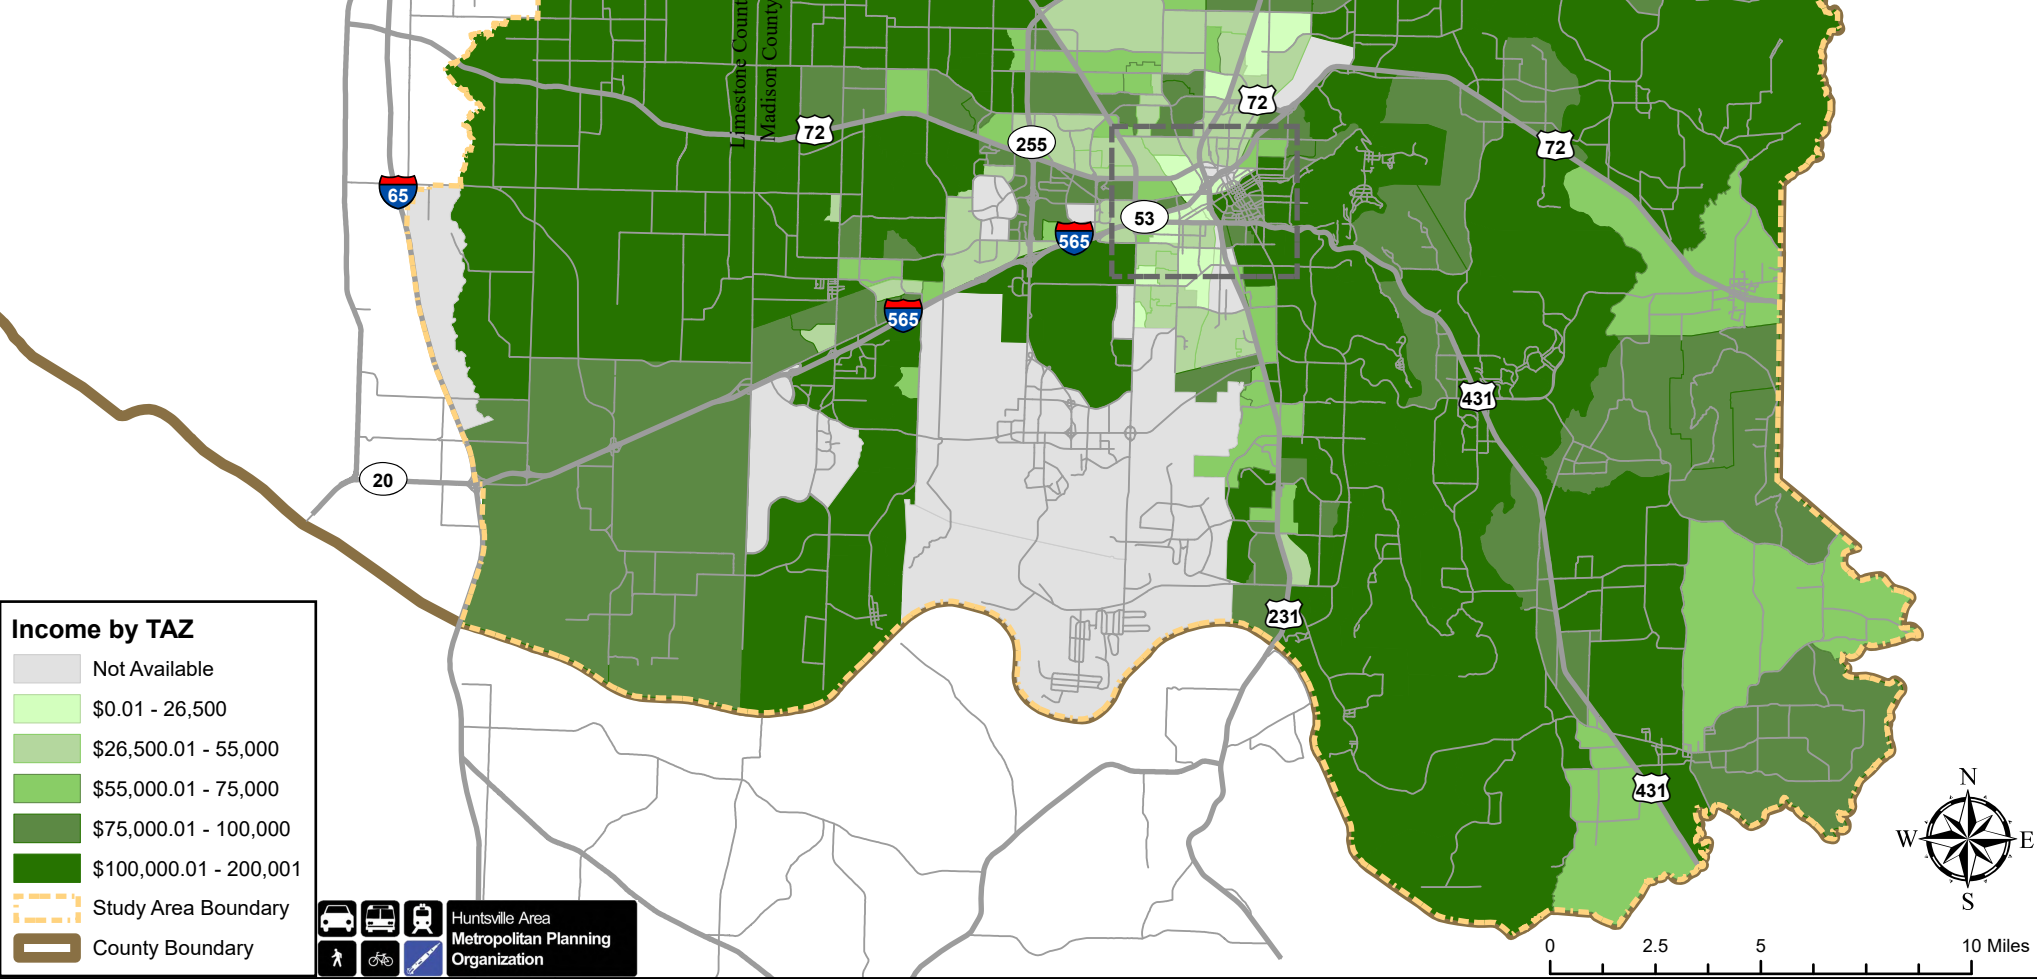 Limestone County
Madison County
72
72
255
72
65
53
565
565
431
20
231
431
Income by TAZ
Not Available
$0.01 - 26,500
$26,500.01 - 55,000
$55,000.01 - 75,000
$75,000.01 - 100,000
$100,000.01 - 200,001
Study Area Boundary
County Boundary
Huntsville Area
Metropolitan Planning
Organization
N
W E
S
0 2.5 5 10 Miles